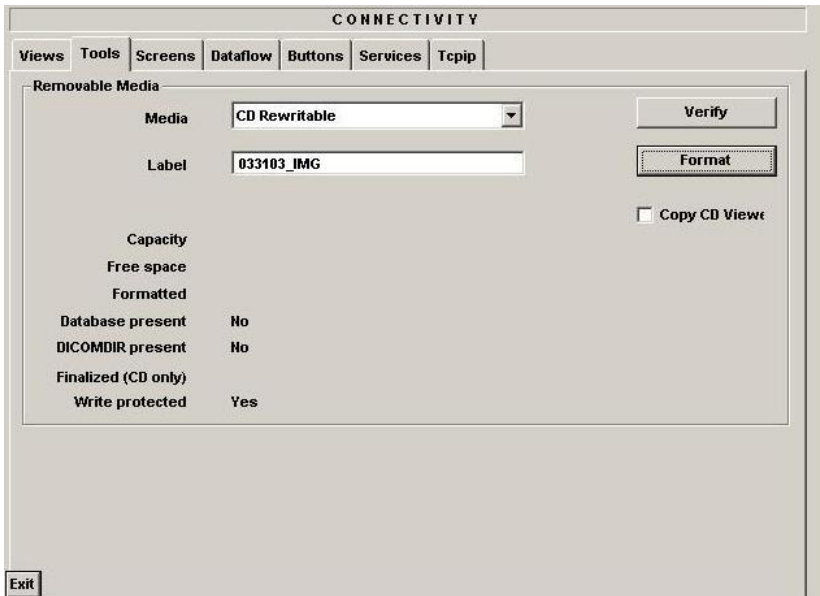 CONNECTIVITY
Views Tools Screens Dataflow Buttons Services Tcpip
Removable Media
Media CD Rewritable Verify
Label 033103_IMG Format
Copy CD Viewe
Capacity
Free space
Formatted
Database present No
DICOMDIR present No
Finalized (CD only)
Write protected Yes
Exit